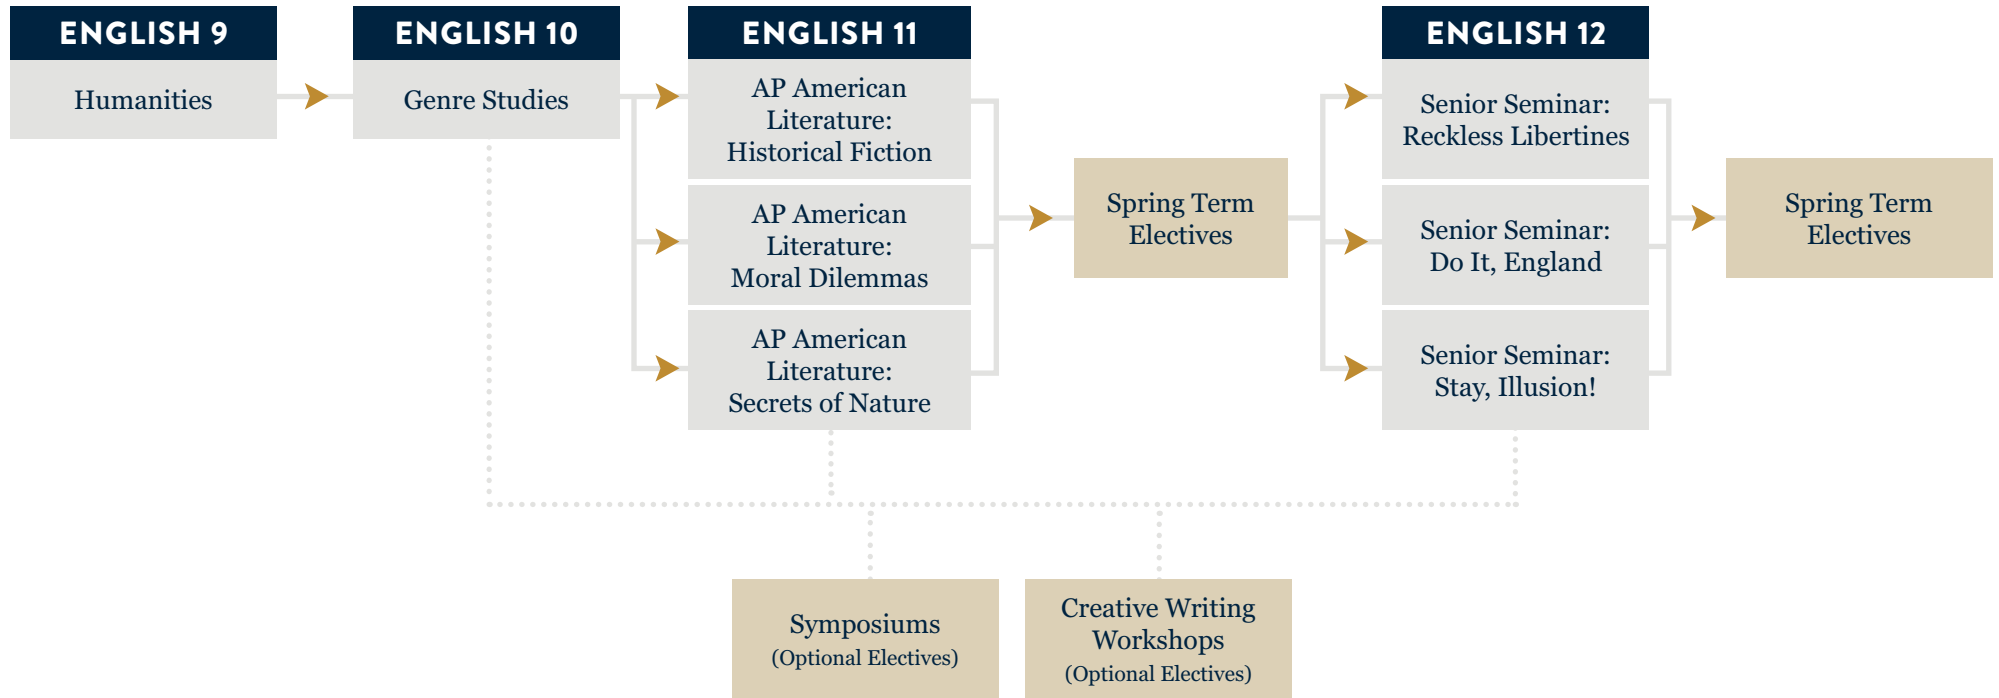 ENGLISH 9
Humanities
ENGLISH 10
Genre Studies
ENGLISH 11
AP American
Literature:
Historical Fiction
AP American
Literature:
Moral Dilemmas
AP American
Literature:
Secrets of Nature
Spring Term
Electives
ENGLISH 12
Senior Seminar:
Reckless Libertines
Senior Seminar:
Do It, England
Senior Seminar:
Stay, Illusion!
Spring Term
Electives
Symposiums
(Optional Electives)
Creative Writing
Workshops
(Optional Electives)